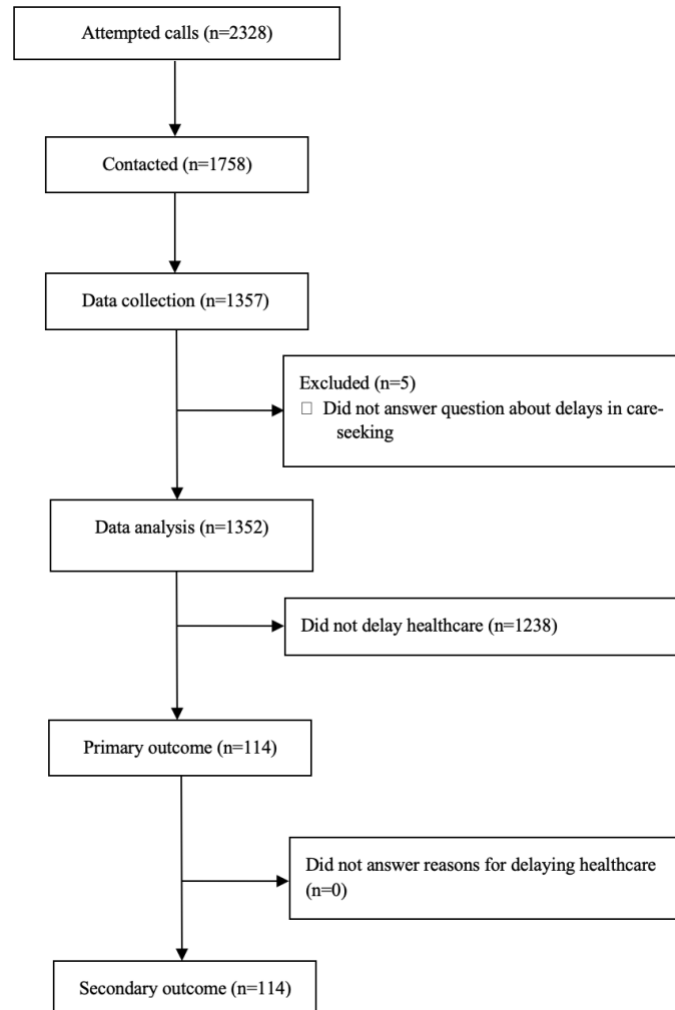 Attempted calls (n=2328)
Contacted (n=1758)
Data collection (n=1357)
Excluded (n=5)
☐ Did not answer question about delays in care-
seeking
Data analysis (n=1352)
Did not delay healthcare (n=1238)
Primary outcome (n=114)
Did not answer reasons for delaying healthcare
(n=0)
Secondary outcome (n=114)